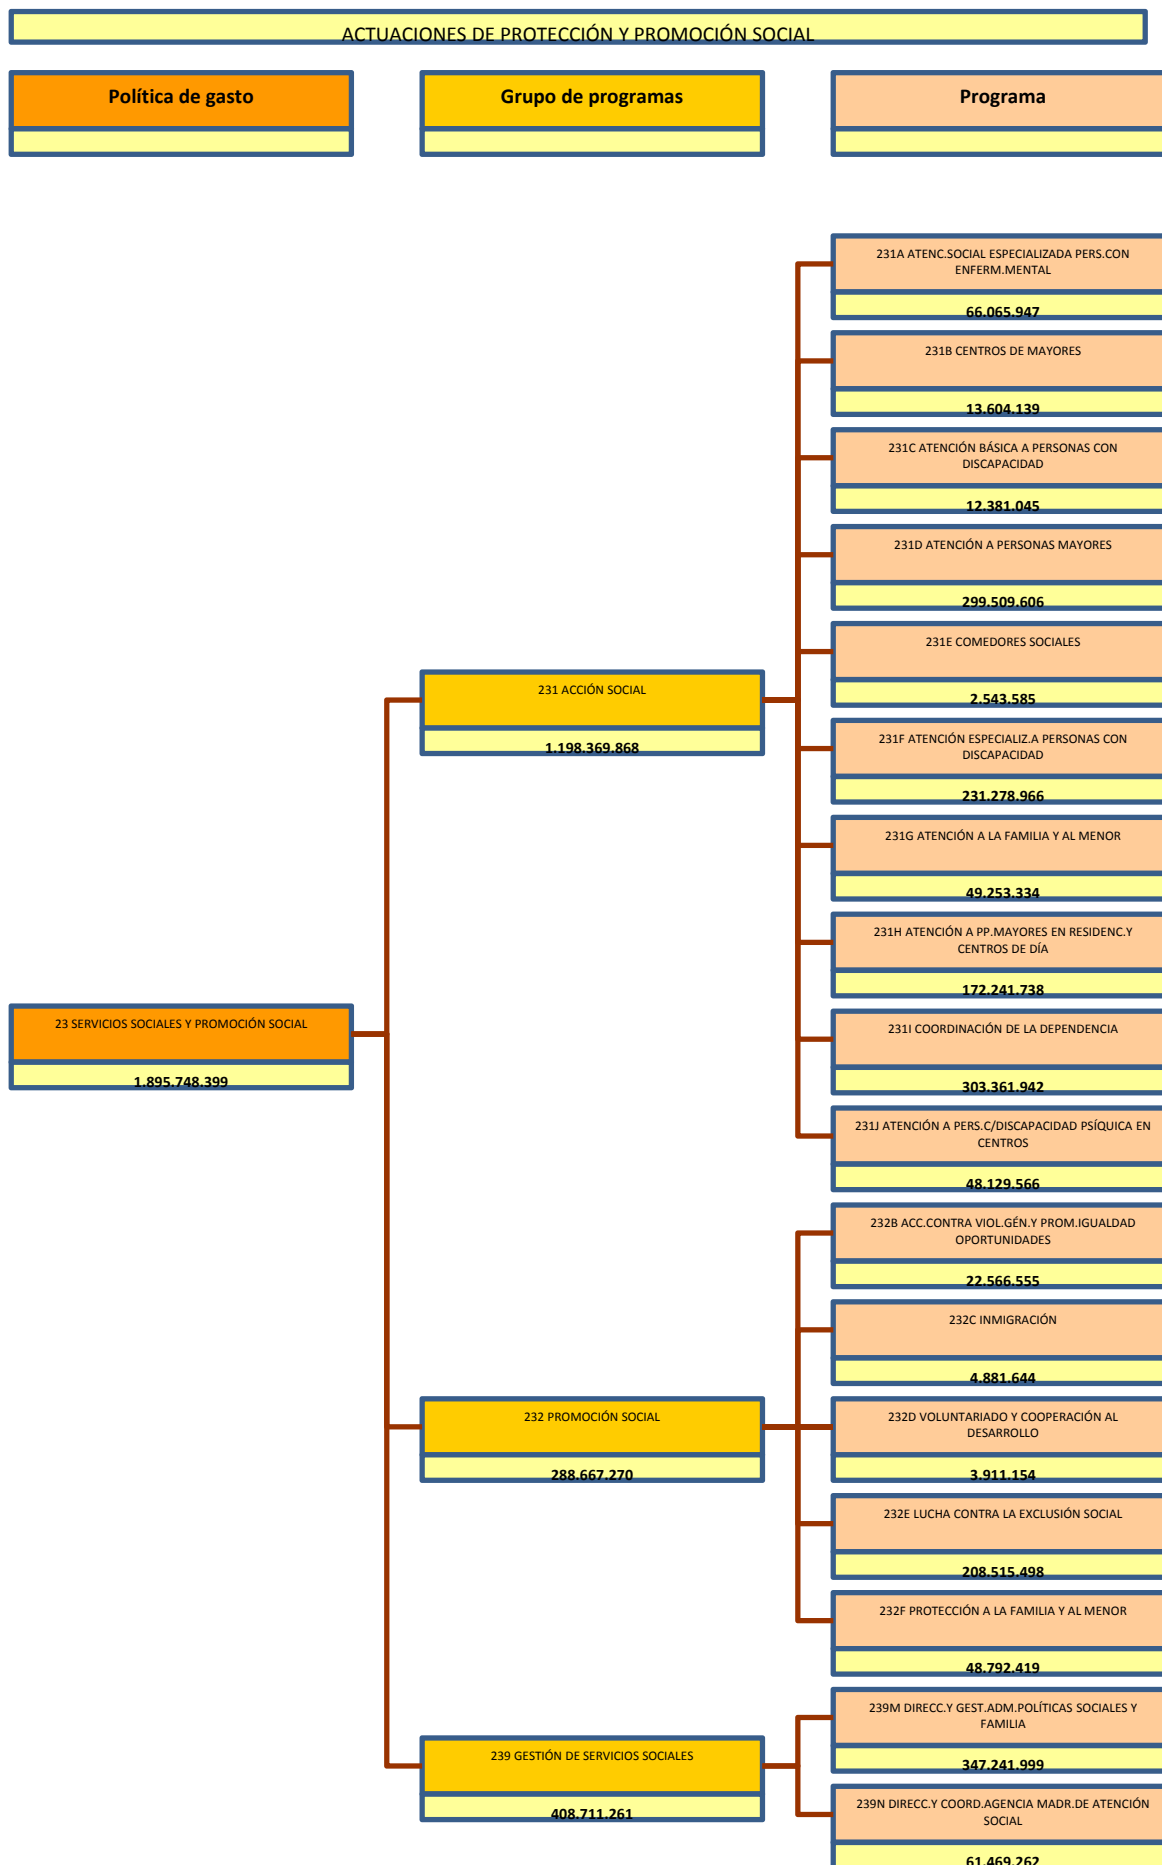 ACTUACIONES DE PROTECCIÓN Y PROMOCIÓN SOCIAL
Política de gasto
Grupo de programas
Programa
231A ATENC.SOCIAL ESPECIALIZADA PERS.CON
ENFERM.MENTAL
66.065.947
231B CENTROS DE MAYORES
13.604.139
231C ATENCIÓN BÁSICA A PERSONAS CON
DISCAPACIDAD
12.381.045
231D ATENCIÓN A PERSONAS MAYORES
299.509.606
231E COMEDORES SOCIALES
2.543.585
231 ACCIÓN SOCIAL
1.198.369.868
231F ATENCIÓN ESPECIALIZ.A PERSONAS CON
DISCAPACIDAD
231.278.966
231G ATENCIÓN A LA FAMILIA Y AL MENOR
49.253.334
231H ATENCIÓN A PP.MAYORES EN RESIDENC.Y
CENTROS DE DÍA
172.241.738
23 SERVICIOS SOCIALES Y PROMOCIÓN SOCIAL
1.895.748.399
231I COORDINACIÓN DE LA DEPENDENCIA
303.361.942
231J ATENCIÓN A PERS.C/DISCAPACIDAD PSÍQUICA EN
CENTROS
48.129.566
232B ACC.CONTRA VIOL.GÉN.Y PROM.IGUALDAD
OPORTUNIDADES
22.566.555
232C INMIGRACIÓN
4.881.644
232 PROMOCIÓN SOCIAL
288.667.270
232D VOLUNTARIADO Y COOPERACIÓN AL
DESARROLLO
3.911.154
232E LUCHA CONTRA LA EXCLUSIÓN SOCIAL
208.515.498
232F PROTECCIÓN A LA FAMILIA Y AL MENOR
48.792.419
239M DIRECC.Y GEST.ADM.POLÍTICAS SOCIALES Y
FAMILIA
347.241.999
239 GESTIÓN DE SERVICIOS SOCIALES
408.711.261
239N DIRECC.Y COORD.AGENCIA MADR.DE ATENCIÓN
SOCIAL
61.469.262